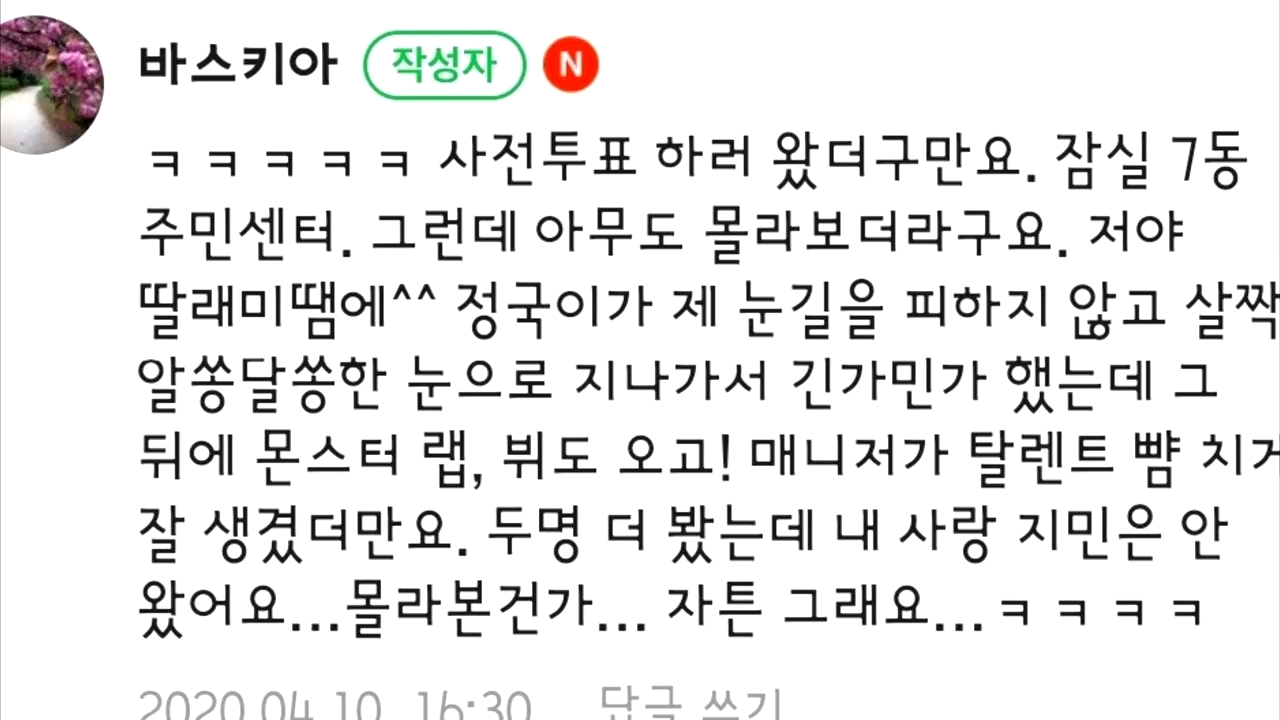 바스키아 작성자 N
ㅋㅋㅋㅋㅋ 사전투표 하러 왔더구만요. 잠실 7동
주민센터. 그런데 아무도 몰라보더라구요. 저야
딸래미땜에^^ 정국이가 제 눈길을 피하지 않고 살짝
알쏭달쏭한 눈으로 지나가서 긴가민가 했는데 그
뒤에 몬스터 랩, 뷔도 오고! 매니저가 탈렌트 뺨 치게
잘 생겼더만요. 두명 더 봤는데 내 사랑 지민은 안
왔어요...몰라본건가... 자튼 그래요...ㅋㅋㅋㅋ
2020.04.10. 16:30 답글 쓰기